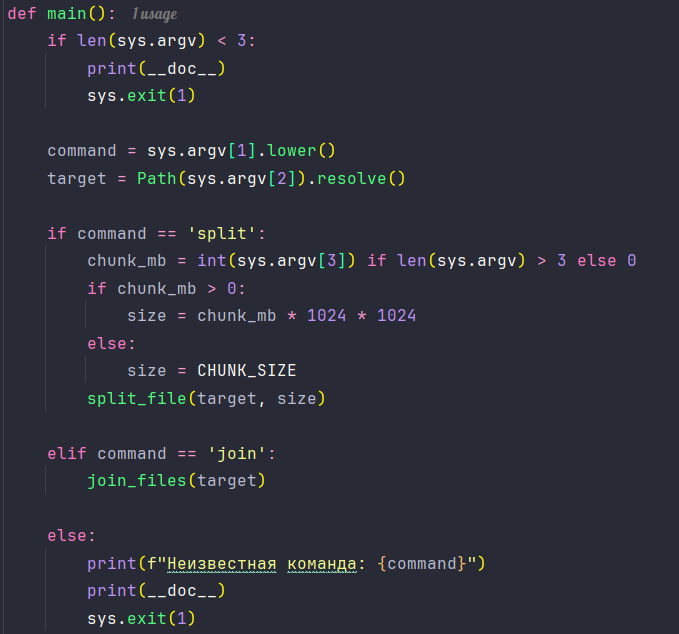 def main():  1 usage
    if len(sys.argv) < 3:
        print(__doc__)
        sys.exit(1)

    command = sys.argv[1].lower()
    target = Path(sys.argv[2]).resolve()

    if command == 'split':
        chunk_mb = int(sys.argv[3]) if len(sys.argv) > 3 else 0
        if chunk_mb > 0:
            size = chunk_mb * 1024 * 1024
        else:
            size = CHUNK_SIZE
        split_file(target, size)

    elif command == 'join':
        join_files(target)

    else:
        print(f"Неизвестная команда: {command}")
        print(__doc__)
        sys.exit(1)